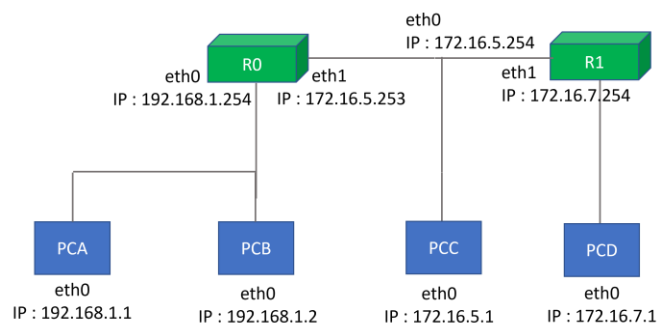 eth0
IP : 172.16.5.254
R0
R1
eth0
IP : 192.168.1.254
eth1
IP : 172.16.5.253
eth1
IP : 172.16.7.254
PCA
PCB
PCC
PCD
eth0
IP : 192.168.1.1
eth0
IP : 192.168.1.2
eth0
IP : 172.16.5.1
eth0
IP : 172.16.7.1